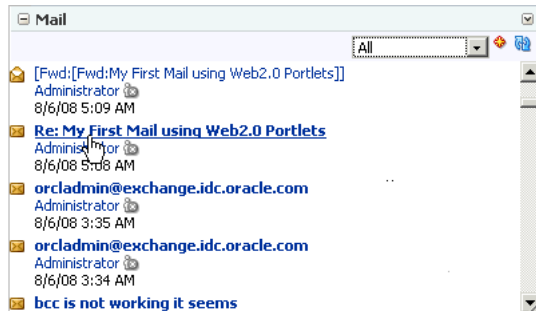 Mail
All
[Fwd:[Fwd:My First Mail using Web2.0 Portlets]]
Administrator
8/6/08 5:09 AM
Re: My First Mail using Web2.0 Portlets
Administrator
8/6/08 5:08 AM
orcladmin@exchange.idc.oracle.com
Administrator
8/6/08 3:35 AM
orcladmin@exchange.idc.oracle.com
Administrator
8/6/08 3:34 AM
bcc is not working it seems